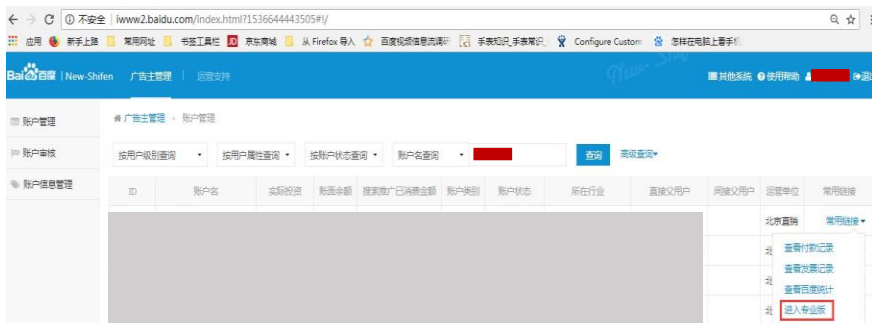 不安全 | iwww2.baidu.com/index.html?1536644443505#!/
应用 新手上路 常用网址 书签工具栏 京东商城 从 Firefox 导入 百度视频信息流调研 手表知识_手表常识 Configure Custom 怎样在电脑上看手机
Bai百度 | New-Shifen 广告主管理 | 运营支持 New- Shif 其他系统 使用帮助 退
账户管理 广告主管理 账户管理
账户审核 按用户级别查询 按用户属性查询 按账户状态查询 账户名查询 查询 高级查询
账户信息管理 ID 账户名 实际投资 账面余额 搜索推广已消费金额 账户类别 账户状态 所在行业 直接父用户 间接父用户 运营单位 常用链接
北京直销 常用链接
北 查看付款记录
查看发票记录
北
查看百度统计
北 进入专业版